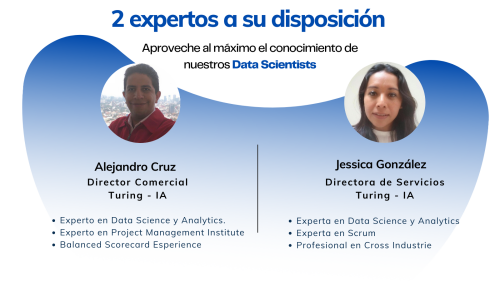 2 expertos a su disposición
Aproveche al máximo el conocimiento de
nuestros Data Scientists
Alejandro Cruz
Director Comercial
Turing - IA
• Experto en Data Science y Analytics.
• Experto en Project Management Institute
• Balanced Scorecard Esperience
Jessica González
Directora de Servicios
Turing - IA
• Experta en Data Science y Analytics
• Experta en Scrum
• Profesional en Cross Industrie